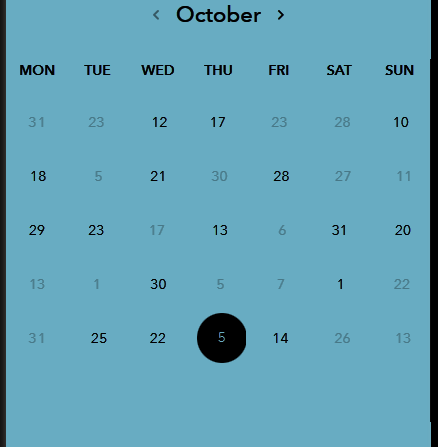 ‹ October ›
MON TUE WED THU FRI SAT SUN
31 23 12 17 23 28 10
18 5 21 30 28 27 11
29 23 17 13 6 31 20
13 1 30 5 7 1 22
31 25 22 5 14 26 13